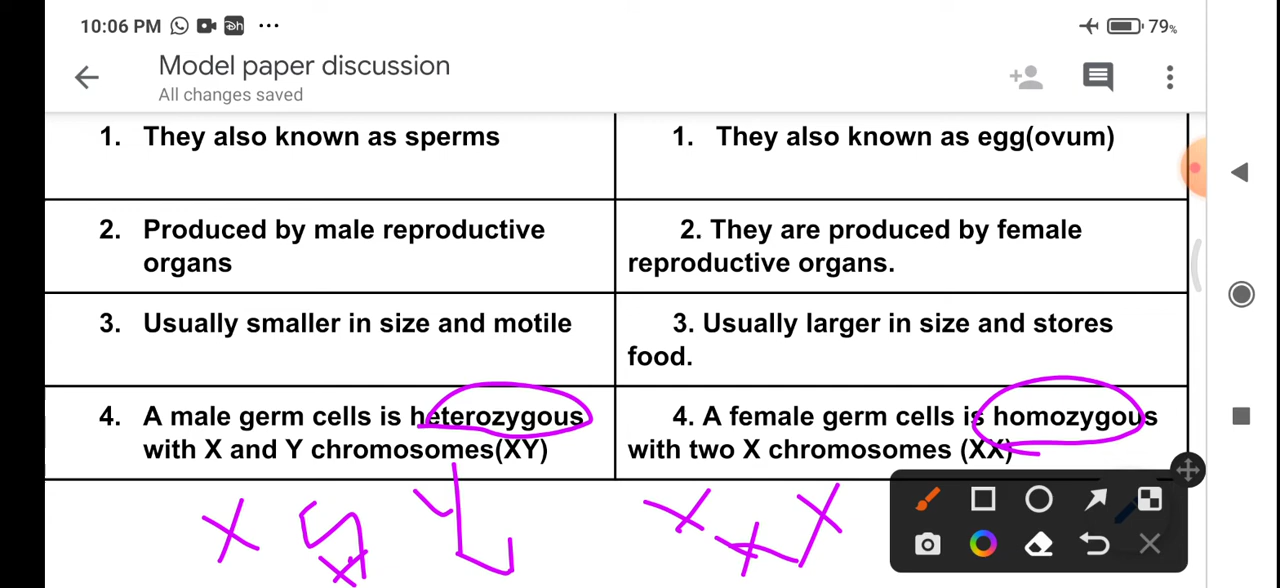 10:06 PM
79%
Model paper discussion
All changes saved
1. They also known as sperms
1. They also known as egg(ovum)
2. Produced by male reproductive
organs
2. They are produced by female
reproductive organs.
3. Usually smaller in size and motile
3. Usually larger in size and stores
food.
4. A male germ cells is heterozygous
with X and Y chromosomes(XY)
4. A female germ cells is homozygous
with two X chromosomes (XX)
X Y X X